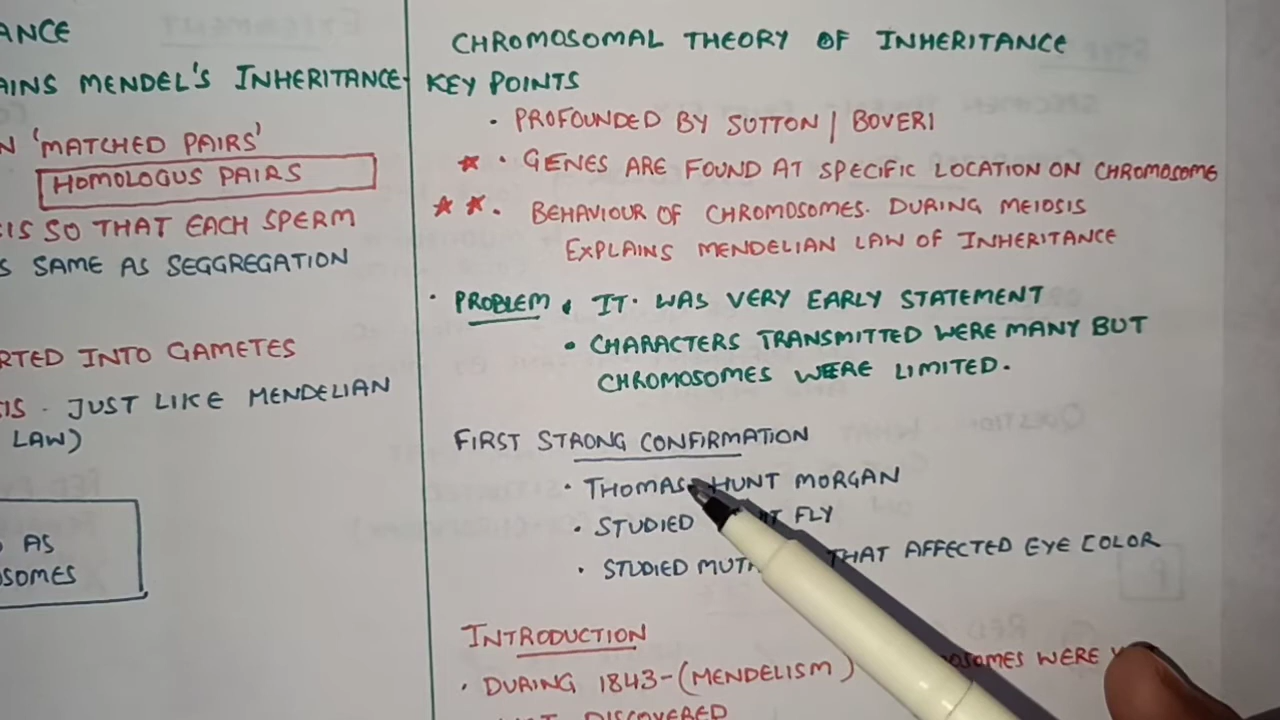 ANCE
AINS MENDEL'S INHERITANCE
N 'MATCHED PAIRS'
HOMOLOGUS PAIRS
IS SO THAT EACH SPERM
S SAME AS SEGGREGATION
RTED INTO GAMETES
IS - JUST LIKE MENDELIAN
LAW)
AS
OSOMES
CHROMOSOMAL THEORY OF INHERITANCE
KEY POINTS
• PROFOUNDED BY SUTTON / BOVERI
★ • GENES ARE FOUND AT SPECIFIC LOCATION ON CHROMOSOME
★ ★ • BEHAVIOUR OF CHROMOSOMES. DURING MEIOSIS
EXPLAINS MENDELIAN LAW OF INHERITANCE
• PROBLEM • IT. WAS VERY EARLY STATEMENT
• CHARACTERS TRANSMITTED WERE MANY BUT
CHROMOSOMES WERE LIMITED.
FIRST STRONG CONFIRMATION
• THOMAS HUNT MORGAN
• STUDIED FLY
• STUDIED THAT AFFECTED EYE COLOR
INTRODUCTION
• DURING 1843-(MENDELISM) WERE
DISCOVERED